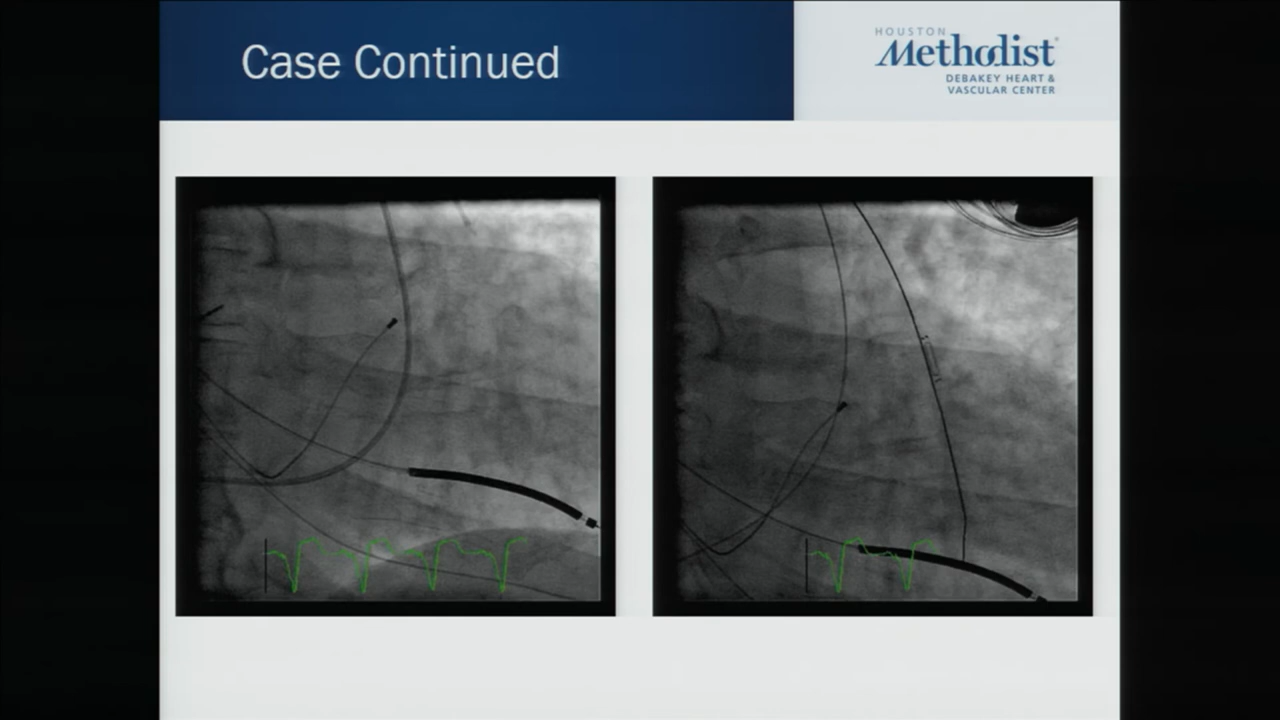 Case Continued
HOUSTON
Methodist
DEBAKEY HEART &
VASCULAR CENTER